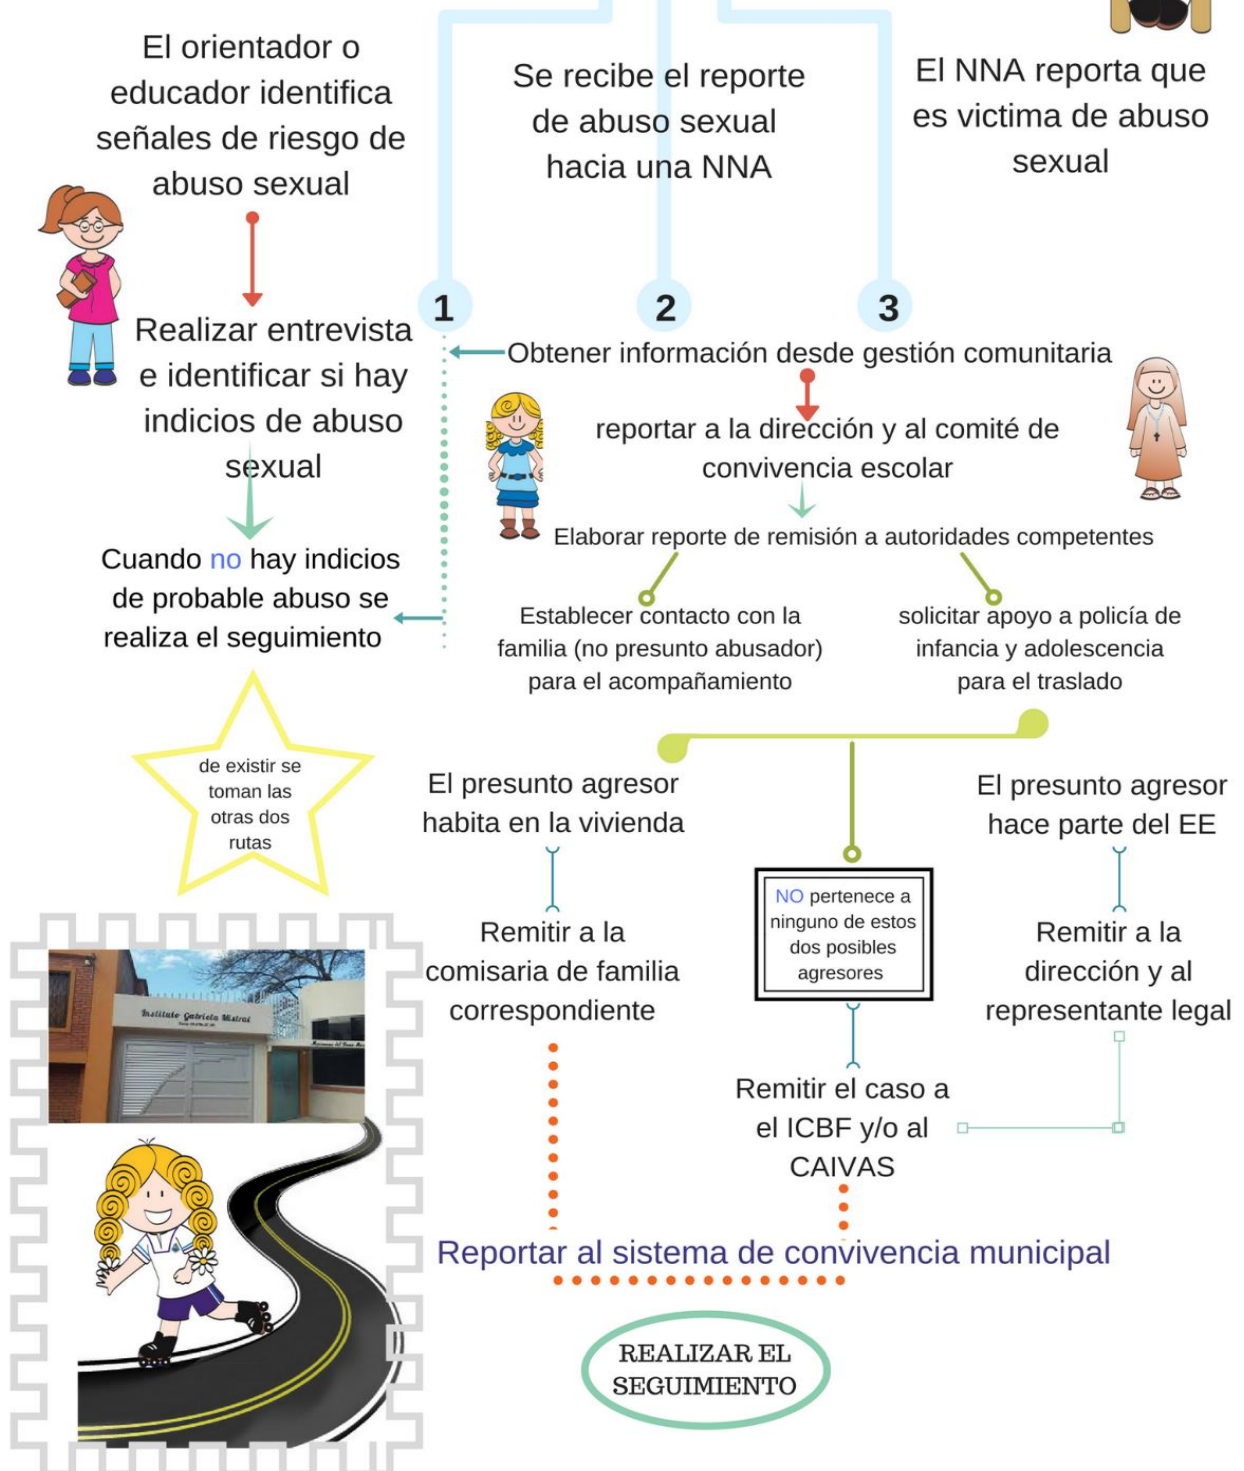 El orientador o
educador identifica
señales de riesgo de
abuso sexual
Se recibe el reporte
de abuso sexual
hacia una NNA
El NNA reporta que
es victima de abuso
sexual
1
2
3
Realizar entrevista
e identificar si hay
indicios de abuso
sexual
Cuando no hay indicios
de probable abuso se
realiza el seguimiento
de existir se
toman las
otras dos
rutas
Obtener información desde gestión comunitaria
reportar a la dirección y al comité de
convivencia escolar
Elaborar reporte de remisión a autoridades competentes
Establecer contacto con la
familia (no presunto abusador)
para el acompañamiento
solicitar apoyo a policía de
infancia y adolescencia
para el traslado
El presunto agresor
habita en la vivienda
Remitir a la
comisaria de familia
correspondiente
NO pertenece a
ninguno de estos
dos posibles
agresores
El presunto agresor
hace parte del EE
Remitir a la
dirección y al
representante legal
Remitir el caso a
el ICBF y/o al
CAIVAS
Reportar al sistema de convivencia municipal
REALIZAR EL
SEGUIMIENTO
Instituto Gabriela Mistral